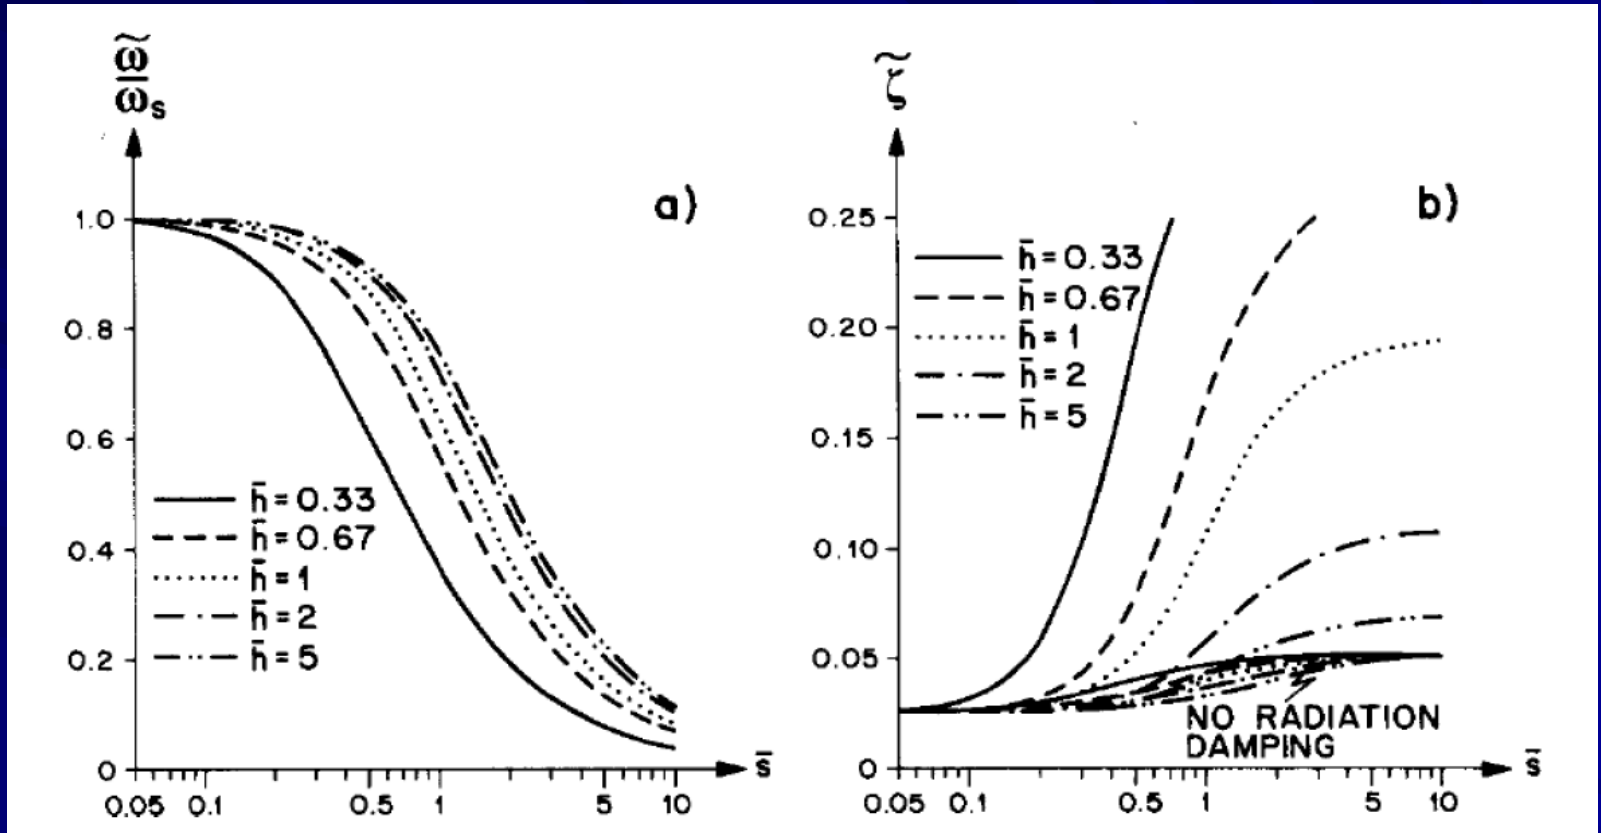 ω̃
ωs
a)
1.0
0.8
0.6
0.4
0.2
0
h̄=0.33
h̄=0.67
h̄=1
h̄=2
h̄=5
0.05 0.1 0.5 1 5 10
s̄
ζ̃
b)
0.25
0.20
0.15
0.10
0.05
0
h̄=0.33
h̄=0.67
h̄=1
h̄=2
h̄=5
NO RADIATION
DAMPING
0.05 0.1 0.5 1 5 10
s̄